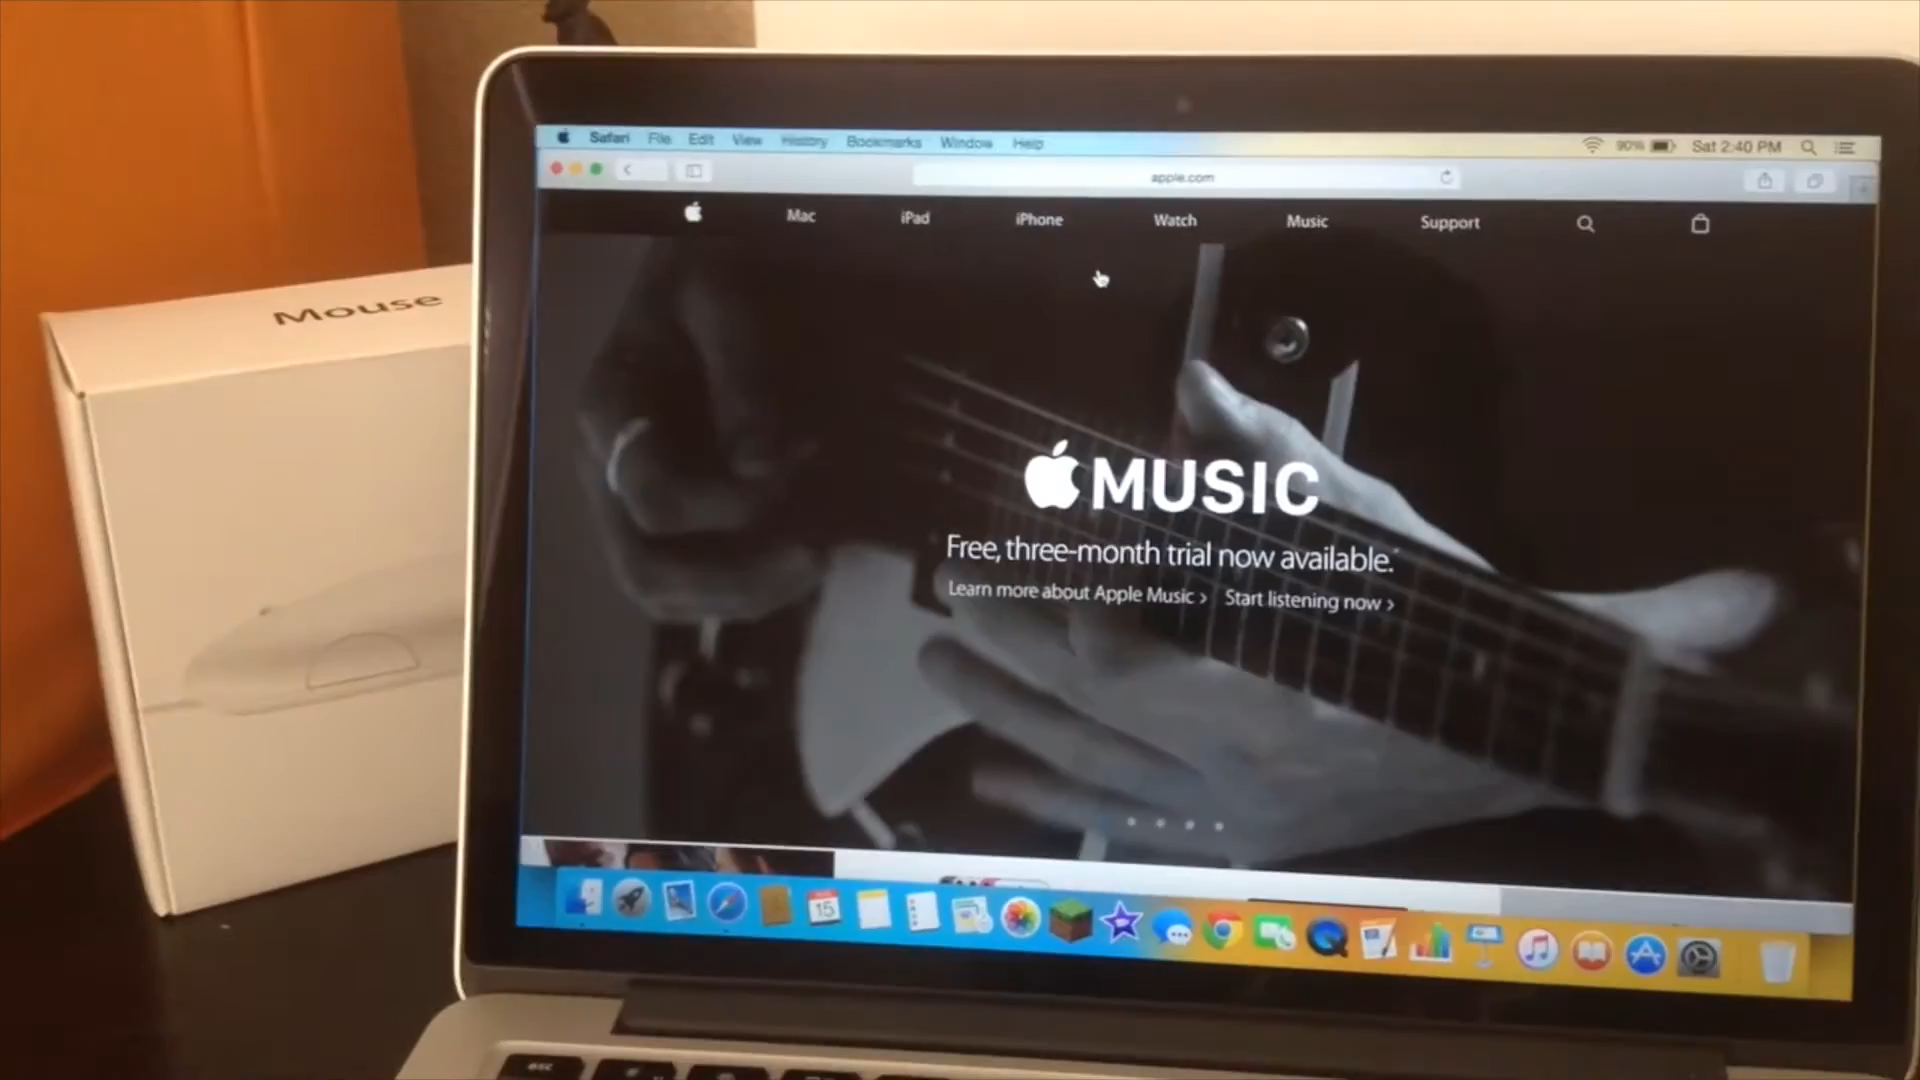 Mouse
Safari File Edit View History Bookmarks Window Help 90% Sat 2:40 PM
apple.com
Mac iPad iPhone Watch Music Support
MUSIC
Free, three-month trial now available.
Learn more about Apple Music > Start listening now >
15
esc